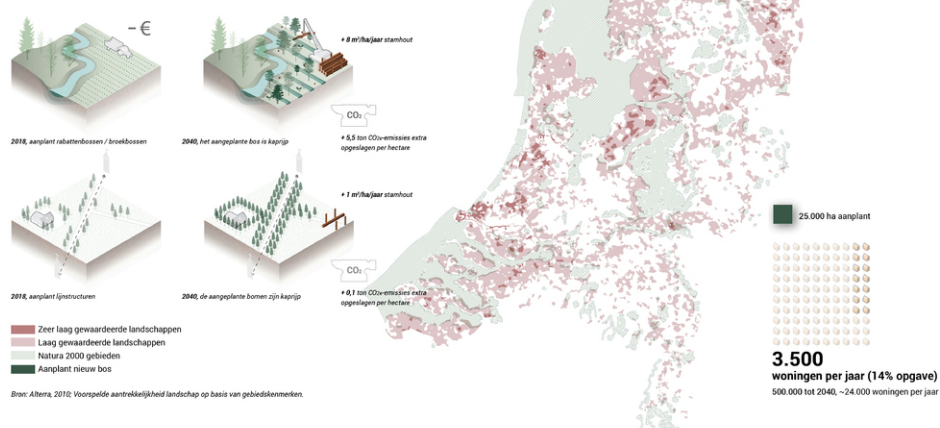 – €
+ 8 m³/ha/jaar stamhout
CO₂
+ 5,5 ton CO₂-emissies extra
opgeslagen per hectare
2018, aanplant rabattenbossen / broekbossen
2040, het aangeplante bos is kaprijp
+ 1 m³/ha/jaar stamhout
CO₂
+ 0,1 ton CO₂-emissies extra
opgeslagen per hectare
2018, aanplant lijnstructuren
2040, de aangeplante bomen zijn kaprijp
Zeer laag gewaardeerde landschappen
Laag gewaardeerde landschappen
Natura 2000 gebieden
Aanplant nieuw bos
Bron: Alterra, 2010; Voorspelde aantrekkelijkheid landschap op basis van gebiedskenmerken.
25.000 ha aanplant
3.500
woningen per jaar (14% opgave)
500.000 tot 2040, ~24.000 woningen per jaar